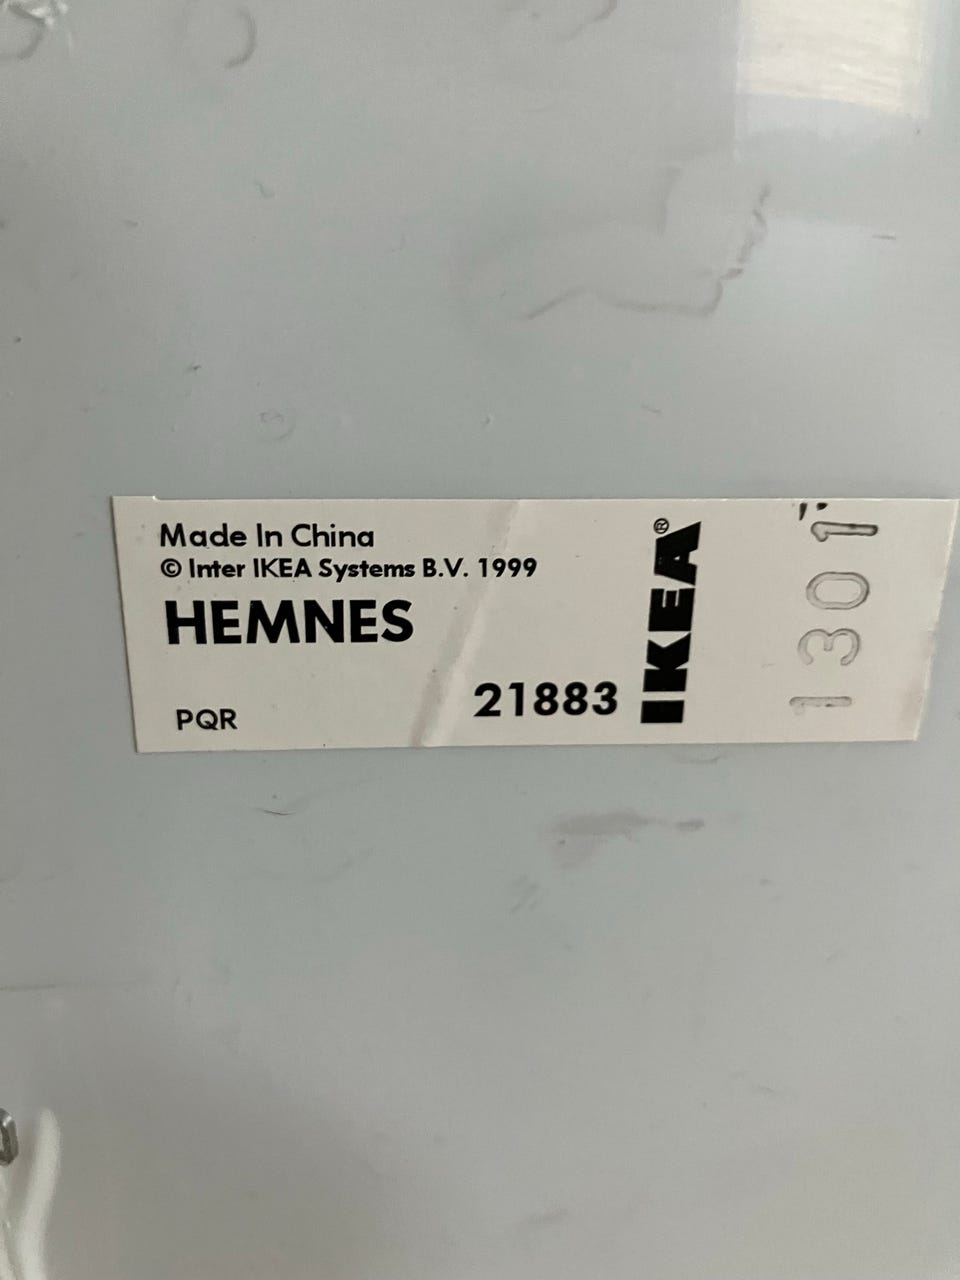 Made In China
© Inter IKEA Systems B.V. 1999
HEMNES
PQR
21883
IKEA®
1301